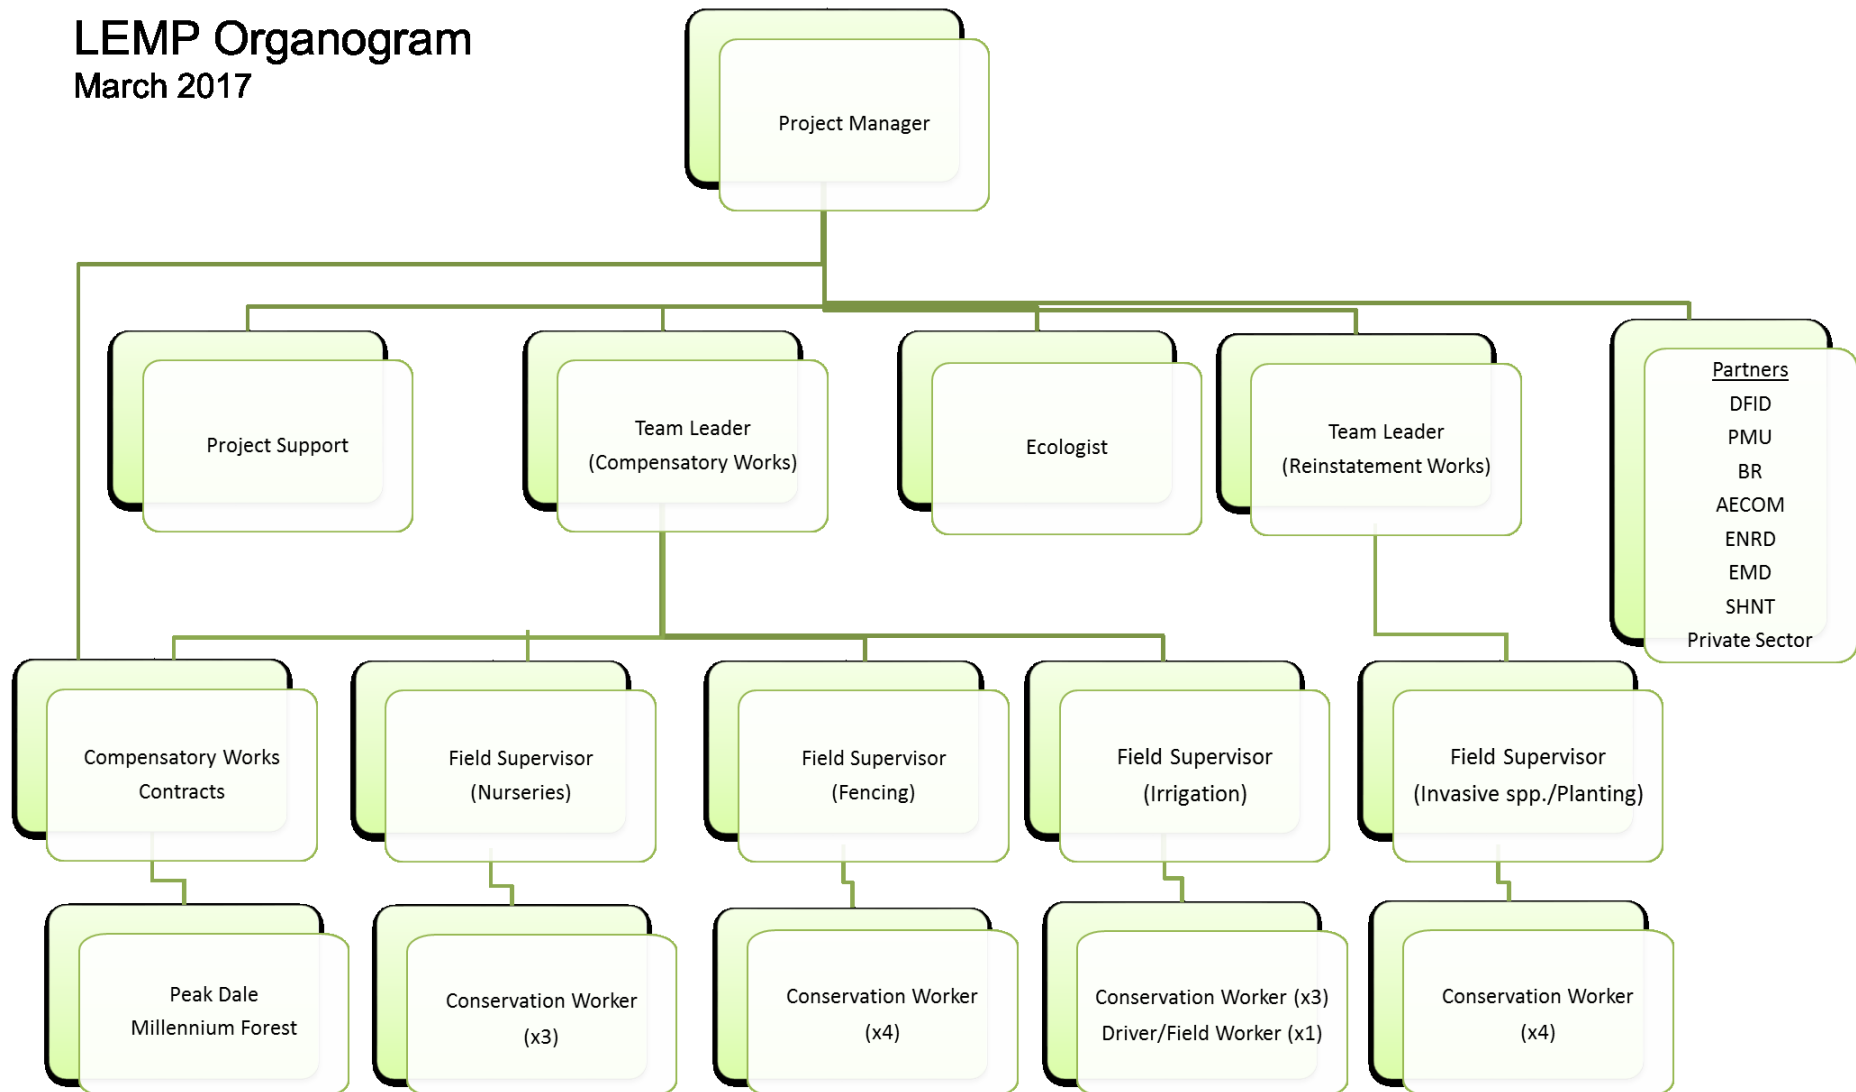 LEMP Organogram
March 2017
Project Manager
Project Support
Team Leader
(Compensatory Works)
Ecologist
Team Leader
(Reinstatement Works)
Partners
DFID
PMU
BR
AECOM
ENRD
EMD
SHNT
Private Sector
Compensatory Works
Contracts
Field Supervisor
(Nurseries)
Field Supervisor
(Fencing)
Field Supervisor
(Irrigation)
Field Supervisor
(Invasive spp./Planting)
Peak Dale
Millennium Forest
Conservation Worker
(x3)
Conservation Worker
(x4)
Conservation Worker (x3)
Driver/Field Worker (x1)
Conservation Worker
(x4)